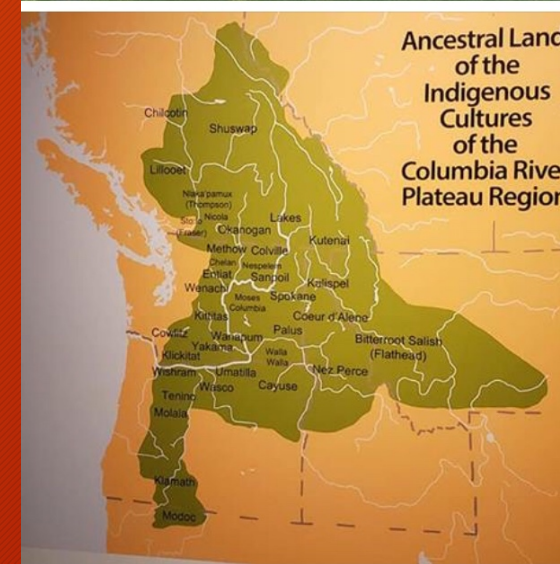 Ancestral Land
of the
Indigenous
Cultures
of the
Columbia Rive
Plateau Region
Chilcotin
Shuswap
Lillooet
Nlaka'pamux
(Thompson)
Nicola
(Fraser)
Okanogan
Lakes
Kutenai
Methow
Colville
Chelan
Nespelem
Entiat
Sanpoil
Wenachi
Kalispel
Moses
Columbia
Spokane
Kittitas
Coeur d'Alene
Cowlitz
Wanapum
Palus
Yakama
Bitterroot Salish
(Flathead)
Klickitat
Walla
Walla
Wishram
Umatilla
Nez Perce
Wasco
Cayuse
Tenino
Molala
Klamath
Modoc